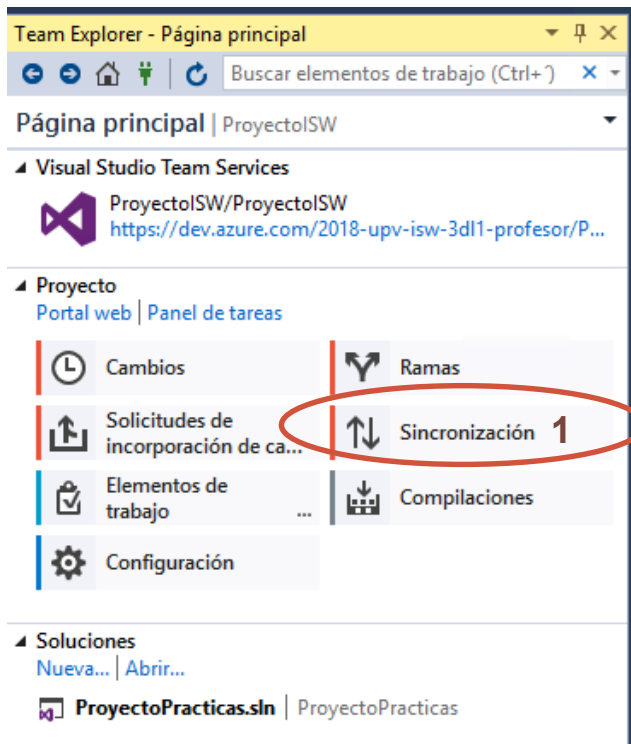 Team Explorer - Página principal
Buscar elementos de trabajo (Ctrl+´)
Página principal | ProyectoISW
Visual Studio Team Services
ProyectoISW/ProyectoISW
https://dev.azure.com/2018-upv-isw-3dl1-profesor/P...
Proyecto
Portal web | Panel de tareas
Cambios
Ramas
Solicitudes de
incorporación de ca...
Sincronización 1
Elementos de
trabajo ...
Compilaciones
Configuración
Soluciones
Nueva... | Abrir...
ProyectoPracticas.sln | ProyectoPracticas